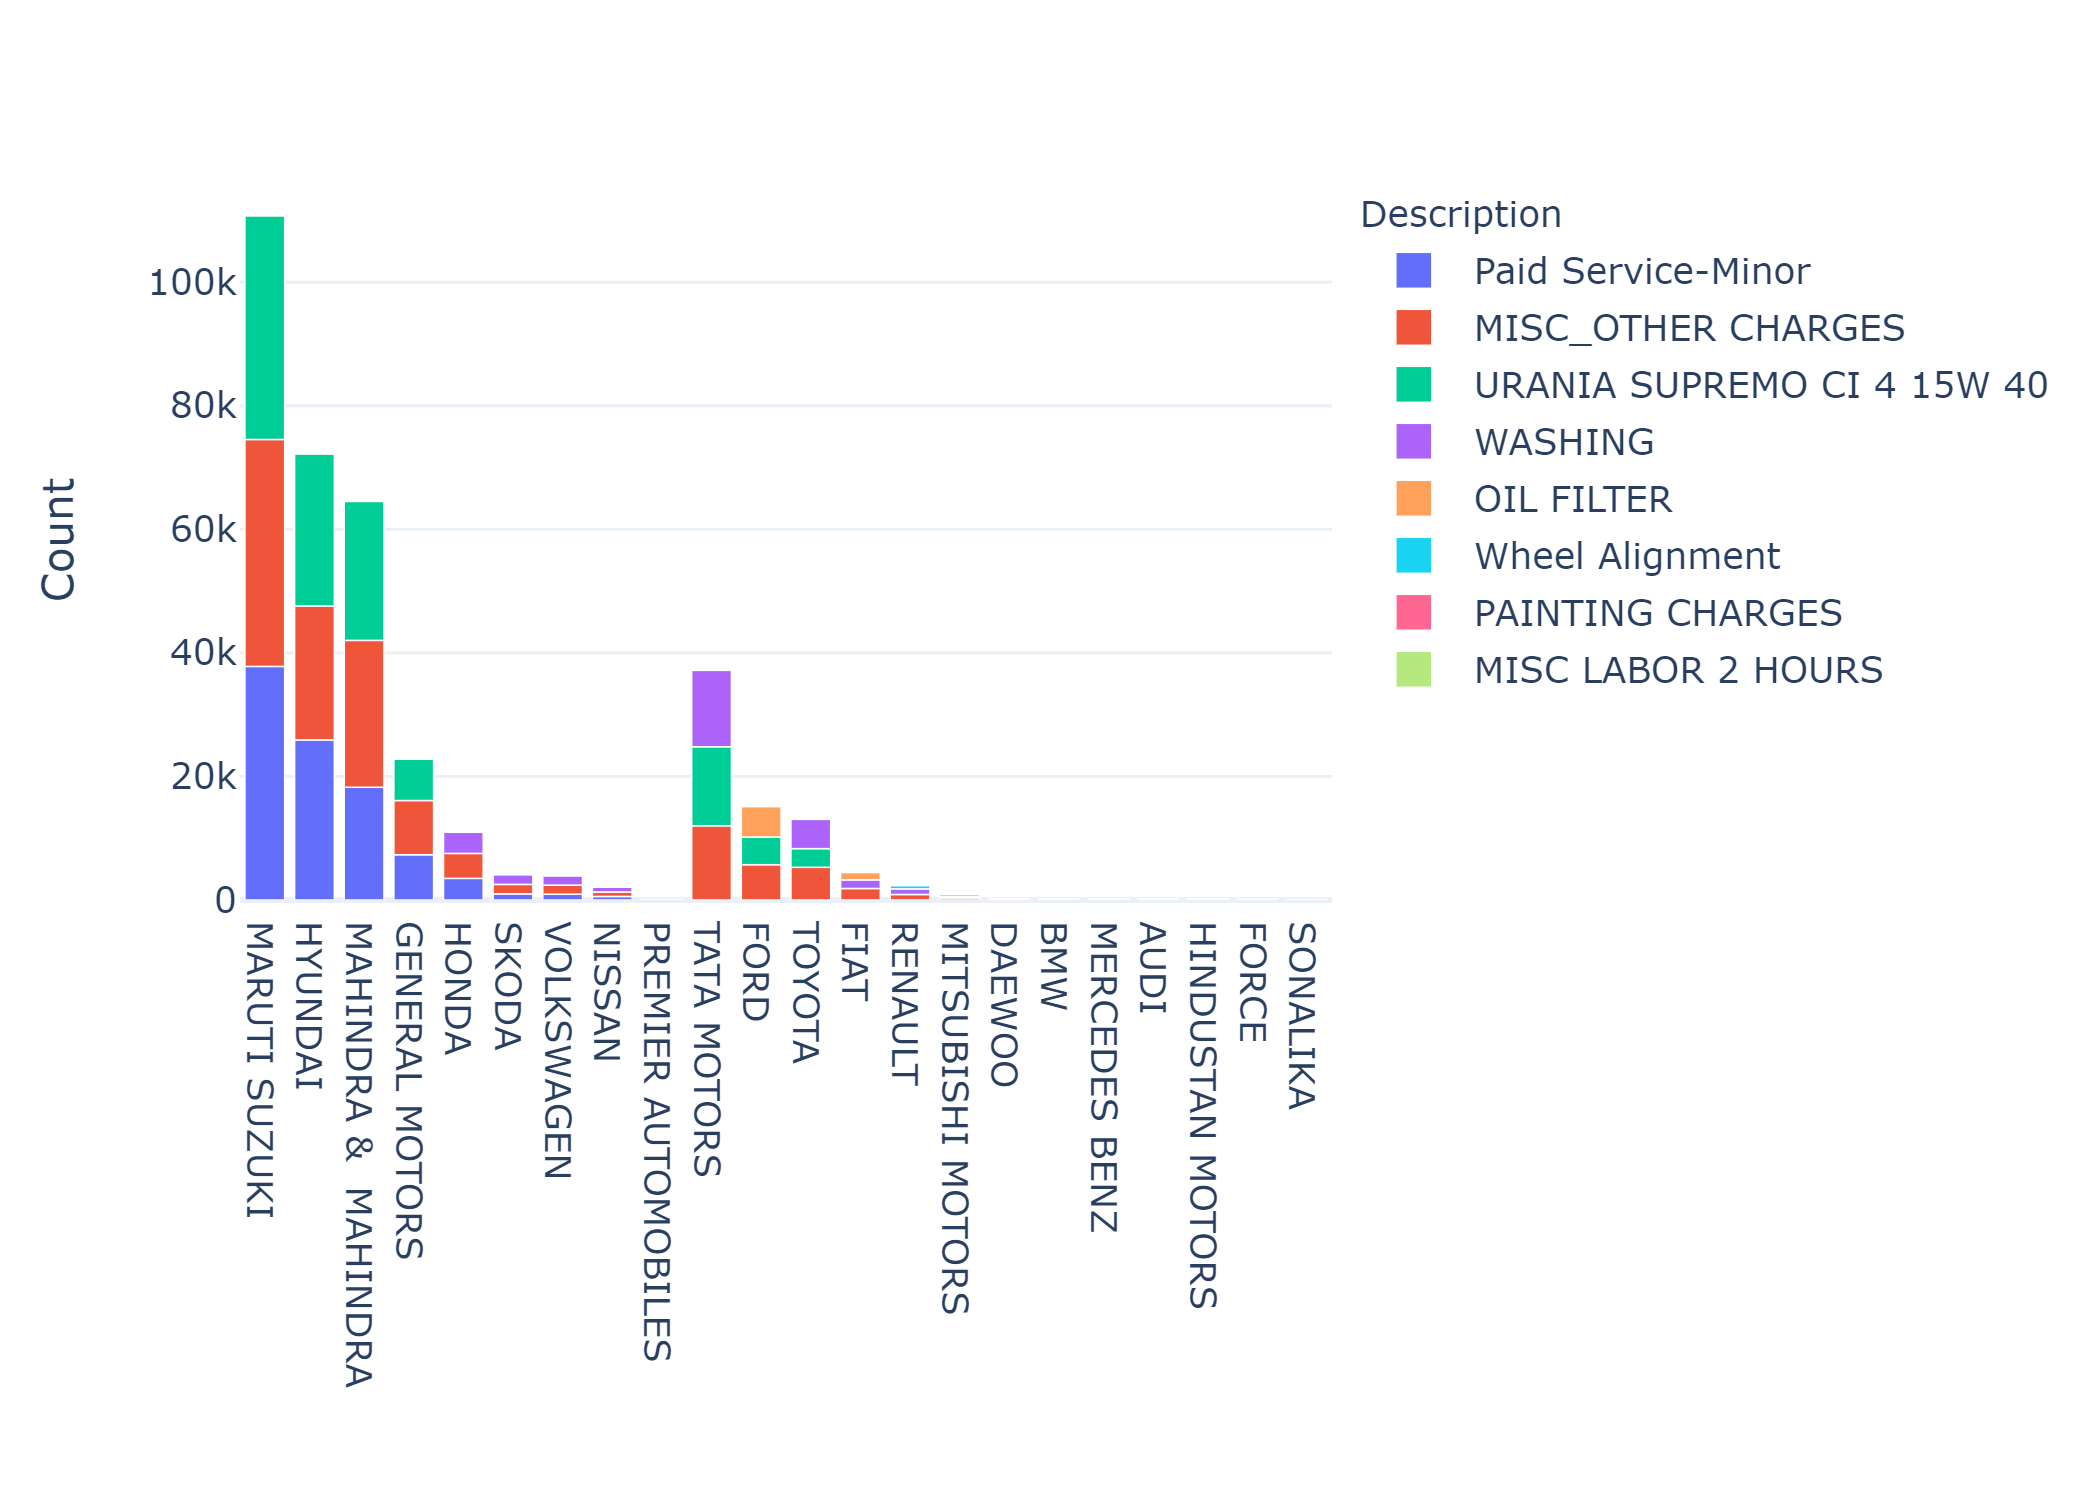 Description
Paid Service-Minor
MISC_OTHER CHARGES
URANIA SUPREMO CI 4 15W 40
WASHING
OIL FILTER
Wheel Alignment
PAINTING CHARGES
MISC LABOR 2 HOURS
Count
100k
80k
60k
40k
20k
0
MARUTI SUZUKI
HYUNDAI
MAHINDRA &  MAHINDRA
GENERAL MOTORS
HONDA
SKODA
VOLKSWAGEN
NISSAN
PREMIER AUTOMOBILES
TATA MOTORS
FORD
TOYOTA
FIAT
RENAULT
MITSUBISHI MOTORS
DAEWOO
BMW
MERCEDES BENZ
AUDI
HINDUSTAN MOTORS
FORCE
SONALIKA